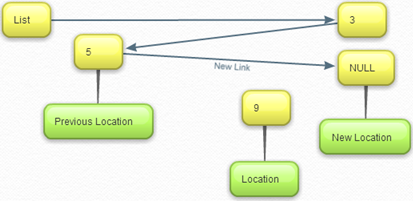 List
3
5
New Link
NULL
Previous Location
9
New Location
Location